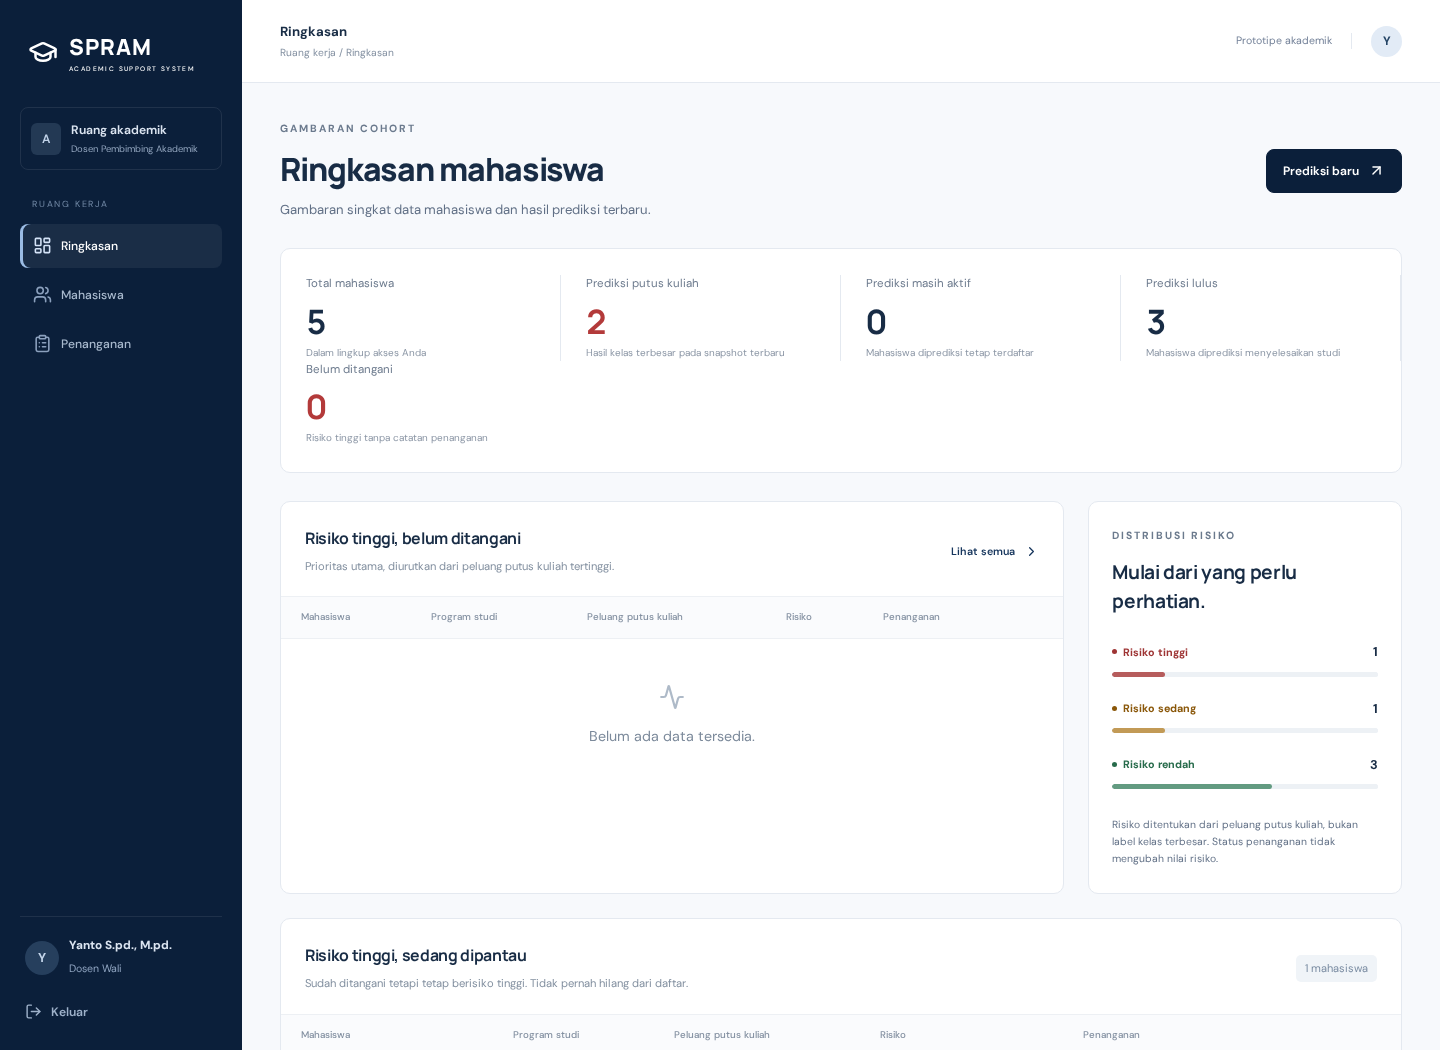 SPRAM
ACADEMIC SUPPORT SYSTEM
A
Ruang akademik
Dosen Pembimbing Akademik
RUANG KERJA
Ringkasan
Mahasiswa
Penanganan
Y
Yanto S.pd., M.pd.
Dosen Wali
Keluar
Ringkasan
Ruang kerja / Ringkasan
Prototipe akademik
Y
GAMBARAN COHORT
Ringkasan mahasiswa
Gambaran singkat data mahasiswa dan hasil prediksi terbaru.
Prediksi baru
Total mahasiswa
5
Dalam lingkup akses Anda
Prediksi putus kuliah
2
Hasil kelas terbesar pada snapshot terbaru
Prediksi masih aktif
0
Mahasiswa diprediksi tetap terdaftar
Prediksi lulus
3
Mahasiswa diprediksi menyelesaikan studi
Belum ditangani
0
Risiko tinggi tanpa catatan penanganan
Risiko tinggi, belum ditangani
Prioritas utama, diurutkan dari peluang putus kuliah tertinggi.
Lihat semua
Mahasiswa Program studi Peluang putus kuliah Risiko Penanganan
Belum ada data tersedia.
DISTRIBUSI RISIKO
Mulai dari yang perlu
perhatian.
Risiko tinggi 1
Risiko sedang 1
Risiko rendah 3
Risiko ditentukan dari peluang putus kuliah, bukan
label kelas terbesar. Status penanganan tidak
mengubah nilai risiko.
Risiko tinggi, sedang dipantau
Sudah ditangani tetapi tetap berisiko tinggi. Tidak pernah hilang dari daftar.
1 mahasiswa
Mahasiswa Program studi Peluang putus kuliah Risiko Penanganan